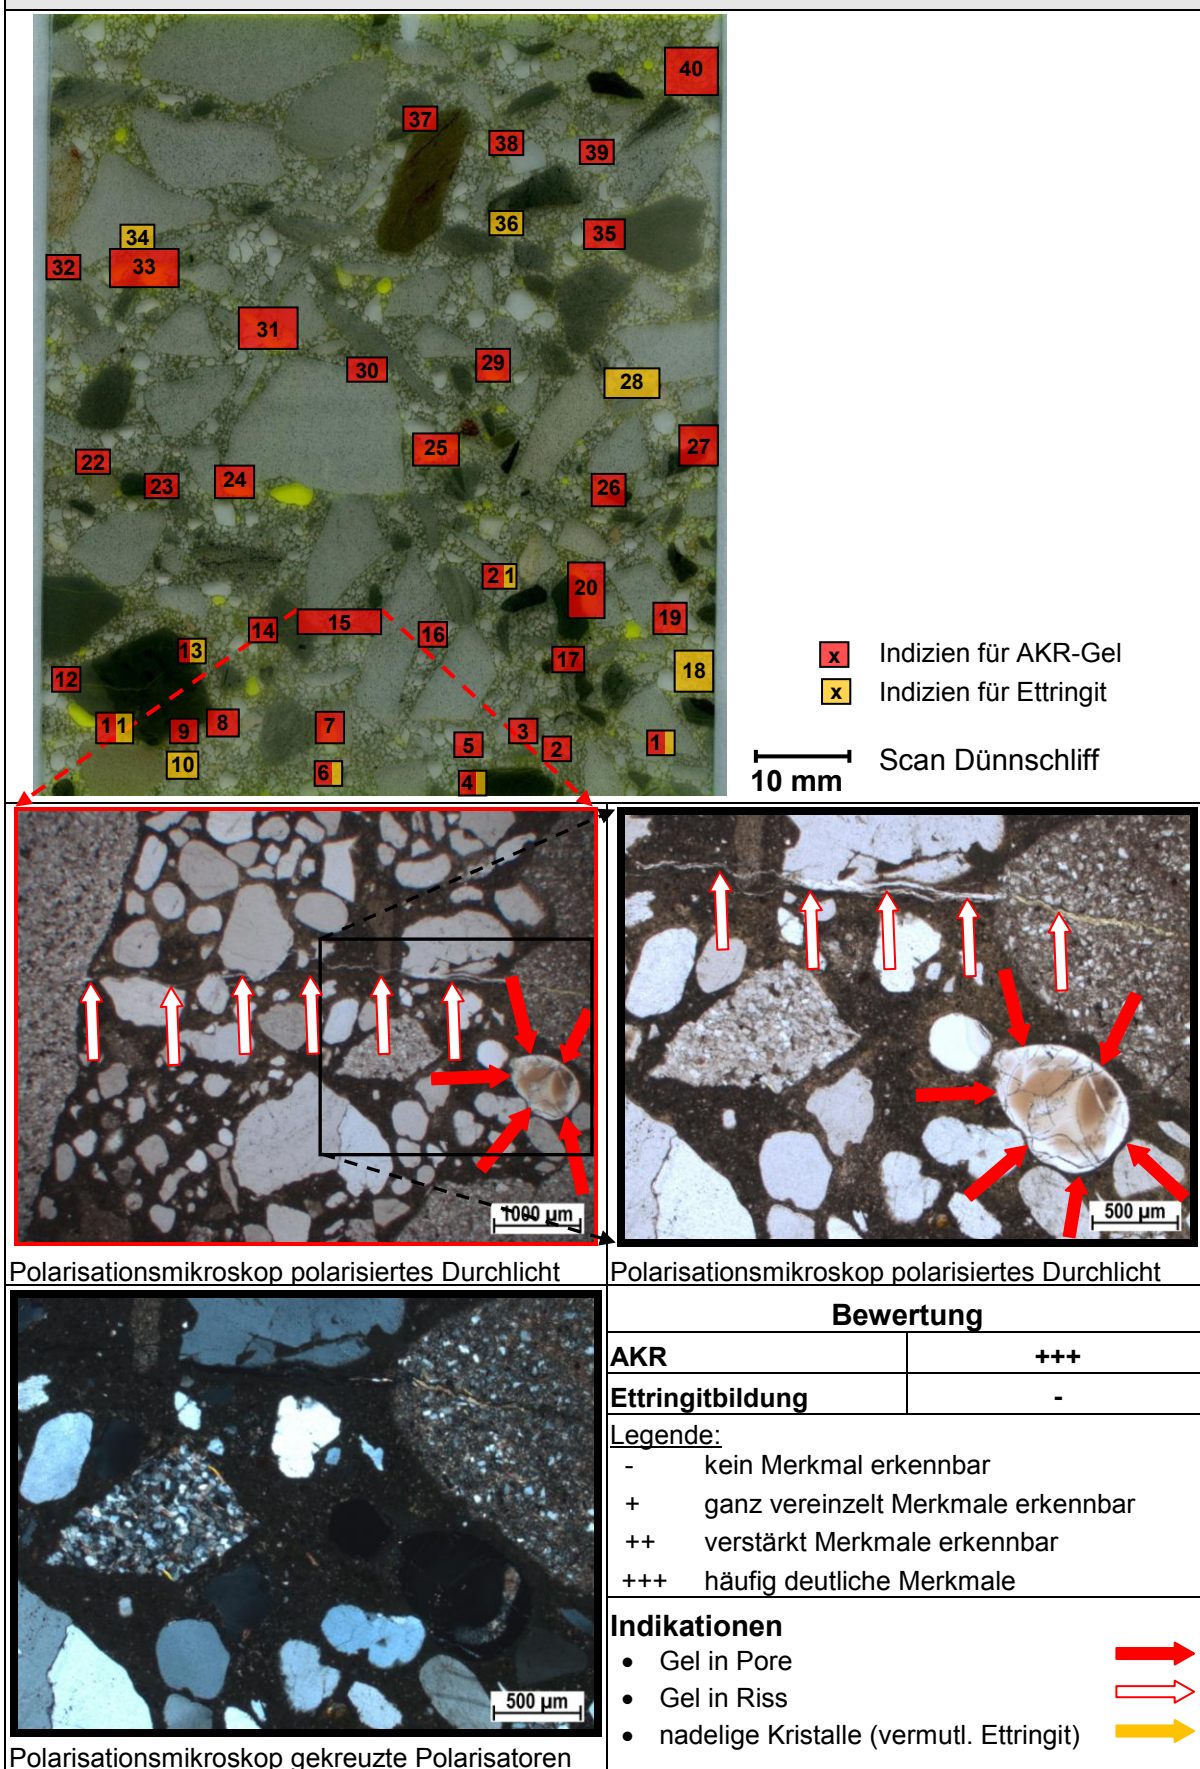 40
37
38
39
36
34
35
32
33
31
30
29
28
25
27
22
23
24
26
21
20
19
14
15
16
13
17
18
12
11
9
8
7
3
5
2
1
10
6
4
x Indizien für AKR-Gel
x Indizien für Ettringit
10 mm Scan Dünnschliff
1000 µm
500 µm
Polarisationsmikroskop polarisiertes Durchlicht
Polarisationsmikroskop polarisiertes Durchlicht
500 µm
Polarisationsmikroskop gekreuzte Polarisatoren
Bewertung
AKR +++
Ettringitbildung -
Legende:
- kein Merkmal erkennbar
+ ganz vereinzelt Merkmale erkennbar
++ verstärkt Merkmale erkennbar
+++ häufig deutliche Merkmale
Indikationen
• Gel in Pore
• Gel in Riss
• nadelige Kristalle (vermutl. Ettringit)